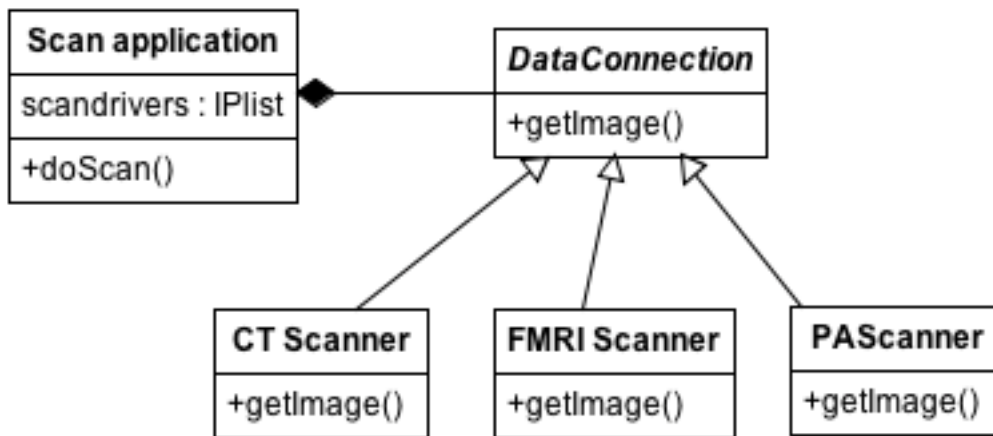 Scan application
scandrivers : IPlist
+doScan()
DataConnection
+getImage()
CT Scanner
+getImage()
FMRI Scanner
+getImage()
PAScanner
+getImage()